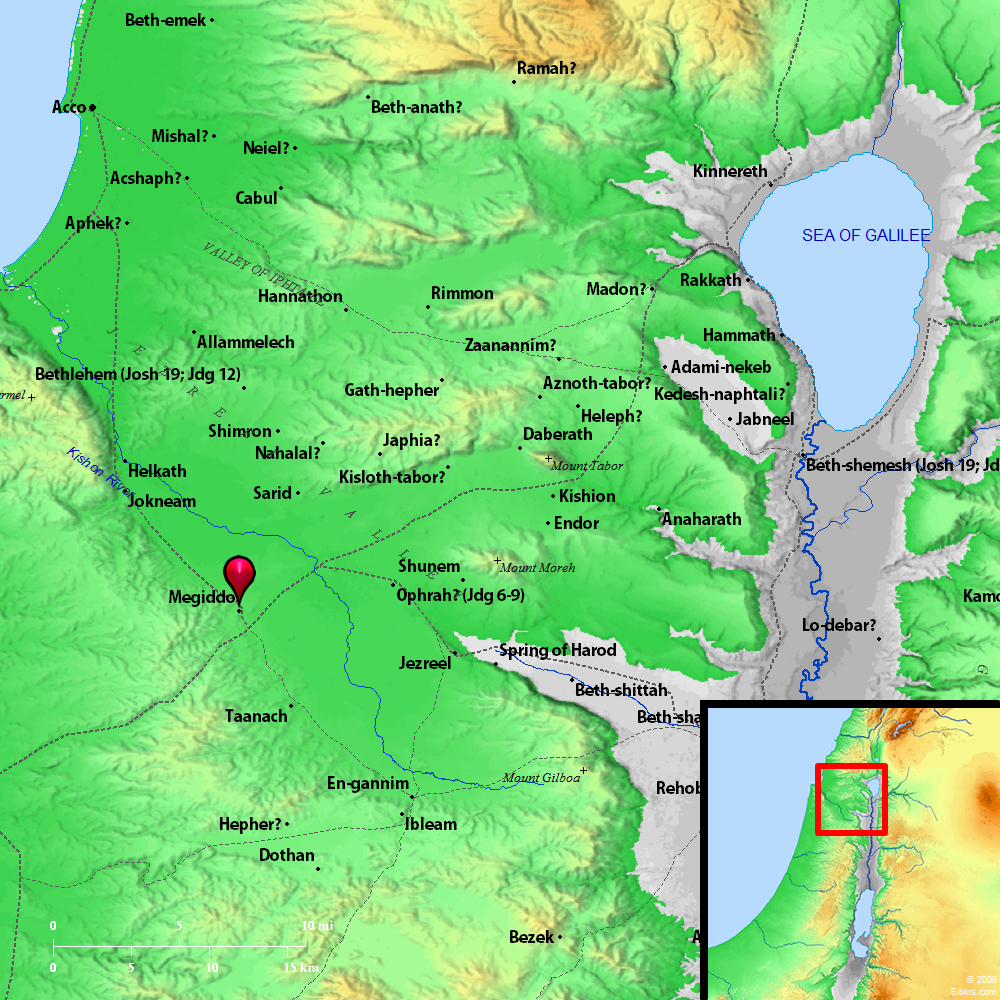 Beth-emek
Ramah?
Beth-anath?
Acco
Mishal?
Neiel?
Kinnereth
Acshaph?
Cabul
Aphek?
SEA OF GALILEE
VALLEY OF
Rakkath
Madon?
Hannathon
Rimmon
Hammath
Allammelech
Zaanannim?
Adami-nekeb
Bethlehem (Josh 19; Jdg 12)
Aznoth-tabor?
Kedesh-naphtali?
Gath-hepher
rmel
Heleph?
Jabneel
JEZREEL VALLEY
Shimron
Daberath
Japhia?
Nahalal?
Kishon River
Helkath
Mount Tabor
Beth-shemesh (Josh 19; Jd
Kisloth-tabor?
Sarid
Kishion
Jokneam
Endor
Anaharath
Shunem
Mount Moreh
Megiddo
Ophrah? (Jdg 6-9)
Kamo
Lo-debar?
Jezreel
Spring of Harod
G
Beth-shittah
Taanach
Beth-sha
Mount Gilboa
En-gannim
Rehob
Hepher?
Ibleam
Dothan
0 5 10 mi
Bezek
A
0 5 10 15 km
© 2008
Biblos.com